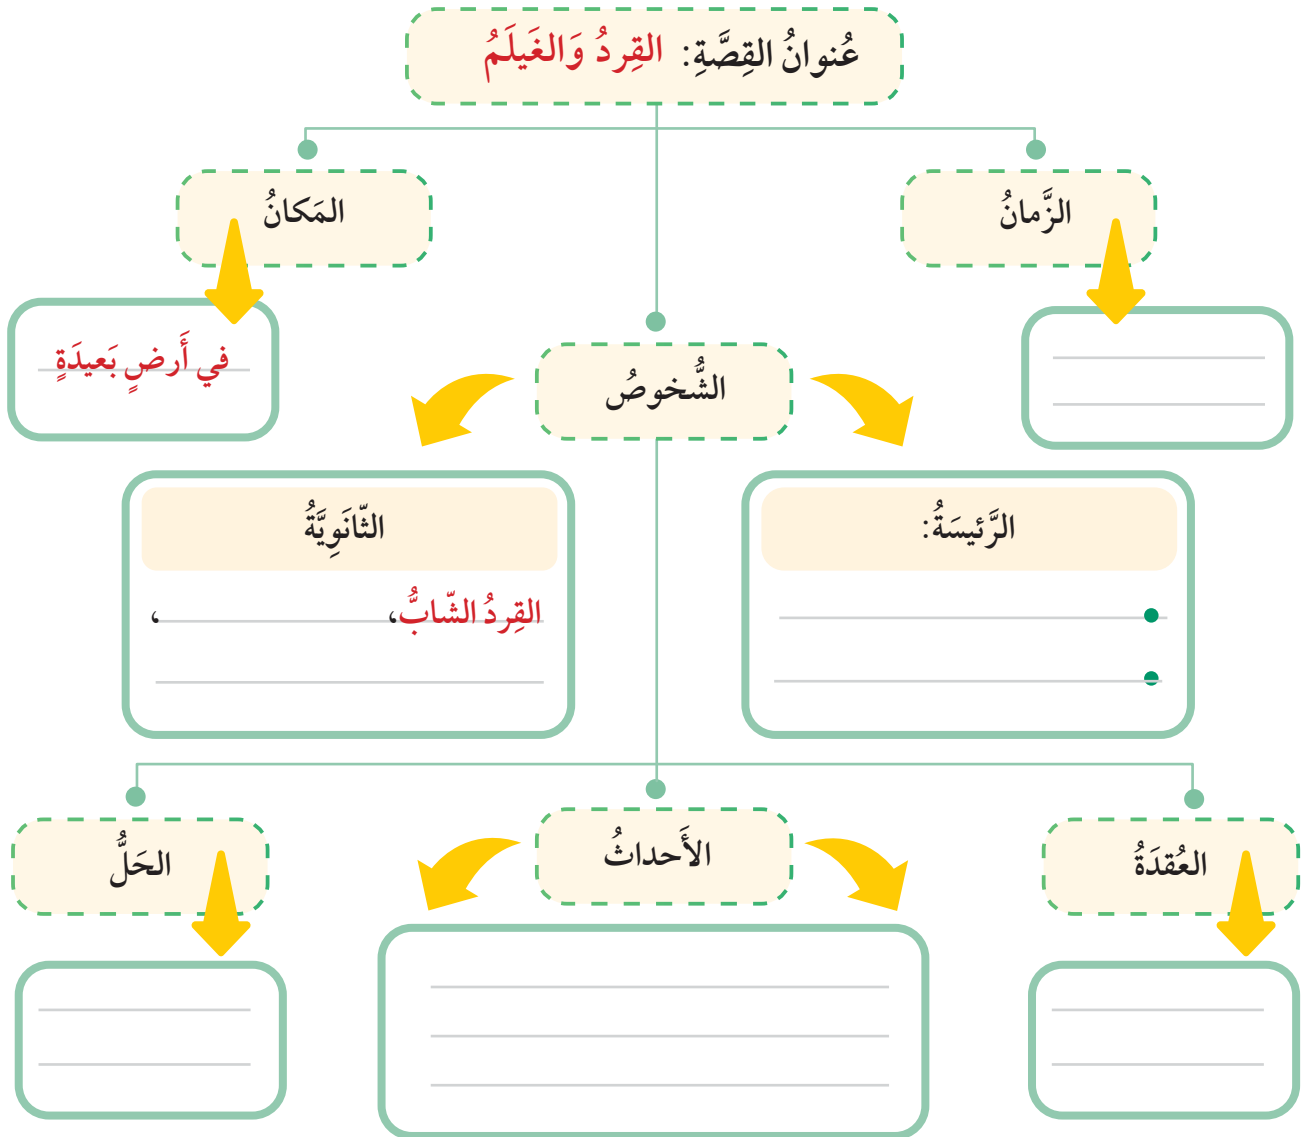 عُنوانُ القِصَّةِ: القِردُ وَالغَيلَمُ
الزَّمانُ
المَكانُ
في أَرضٍ بَعيدَةٍ
الشُّخوصُ
الرَّئيسَةُ:
الثّانَوِيَّةُ
القِردُ الشّابُّ، ،
العُقدَةُ
الأَحداثُ
الحَلُّ